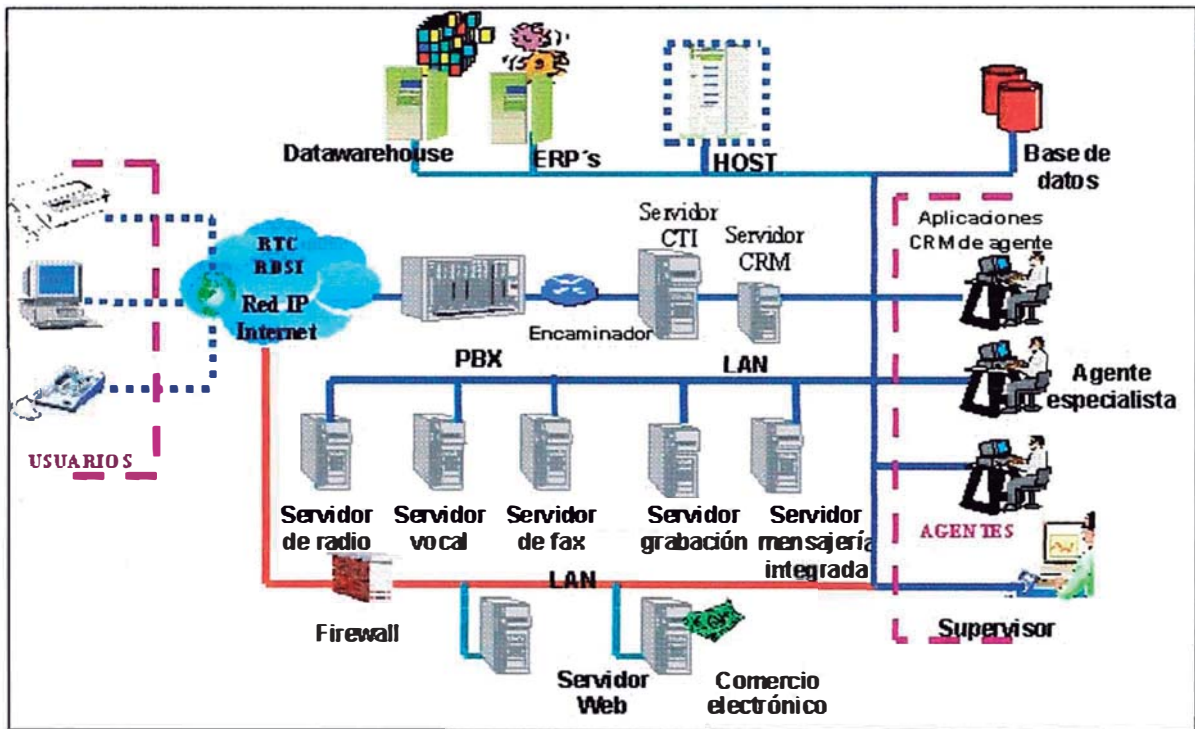 Datawarehouse
ERP´s
HOST
Base de
datos
RTC
RDSI
Red IP
Internet
Servidor
CTI
Servidor
CRM
Aplicaciones
CRM de agente
Encaminador
PBX
LAN
Agente
especialista
USUARIOS
Servidor
de radio
Servidor
vocal
Servidor
de fax
Servidor
grabación
Servidor
mensajería
integrada
AGENTES
LAN
Firewall
Supervisor
Servidor
Web
Comercio
electrónico